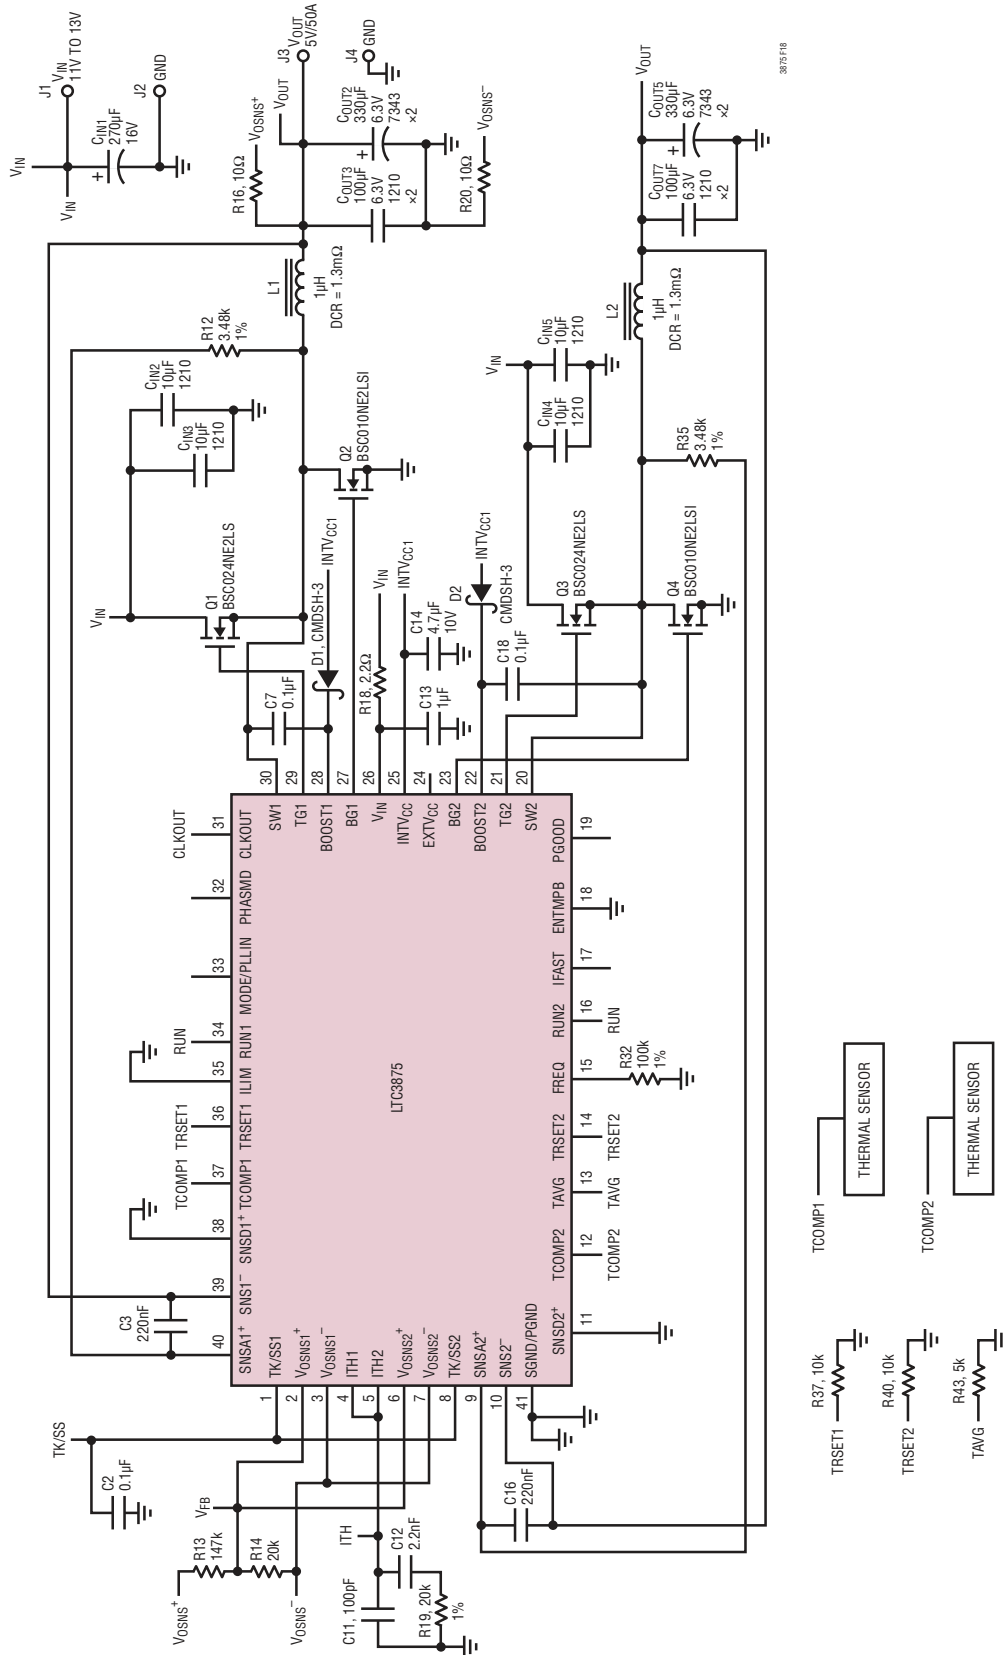 J1 VIN
11V TO 13V
VIN
VIN
CIN1
270µF
16V
+
J2 GND
J3 VOUT
5V/50A
J4
GND
VOSNS+
VOUT
R16, 10Ω
COUT2
330µF
6.3V
7343
×2
+
COUT3
100µF
6.3V
1210
×2
VOSNS−
R20, 10Ω
L1
1µH
DCR = 1.3mΩ
R12
3.48k
1%
CIN2
10µF
1210
CIN3
10µF
1210
VIN
Q1
BSC024NE2LS
Q2
BSC010NE2LSI
D1, CMDSH-3
INTVCC1
C7
0.1µF
VIN
R18, 2.2Ω
INTVCC1
C14
4.7µF
10V
C13
1µF
INTVCC1
D2
CMDSH-3
C18
0.1µF
VIN
CIN5
10µF
1210
CIN4
10µF
1210
Q3
BSC024NE2LS
Q4
BSC010NE2LSI
R35
3.48k
1%
L2
1µH
DCR = 1.3mΩ
VOUT
COUT5
330µF
6.3V
7343
×2
+
COUT7
100µF
6.3V
1210
×2
3875 F18
LTC3875
30 SW1
29 TG1
28 BOOST1
27 BG1
26 VIN
25 INTVCC
24 EXTVCC
23 BG2
22 BOOST2
21 TG2
20 SW2
CLKOUT
31 CLKOUT
32 PHASMD
33 MODE/PLLIN
RUN
34 RUN1
35 ILIM
TRSET1
36 TRSET1
TCOMP1
37 TCOMP1
38 SNSD1+
39 SNS1−
40 SNSA1+
C3
220nF
1 TK/SS1
2 VOSNS1+
3 VOSNS1−
4 ITH1
5 ITH2
6 VOSNS2+
7 VOSNS2−
8 TK/SS2
9 SNSA2+
10 SNS2−
41 SGND/PGND
19 PGOOD
18 ENTMPB
17 IFAST
16 RUN2
RUN
15 FREQ
R32
100k
1%
14 TRSET2
TRSET2
13 TAVG
TAVG
12 TCOMP2
TCOMP2
11 SNSD2+
TK/SS
C2
0.1µF
VFB
R13
147k
R14
20k
VOSNS+
VOSNS−
ITH
C12
2.2nF
C11, 100pF
R19, 20k
1%
C16
220nF
TCOMP1
THERMAL SENSOR
TCOMP2
THERMAL SENSOR
R37, 10k
TRSET1
R40, 10k
TRSET2
R43, 5k
TAVG